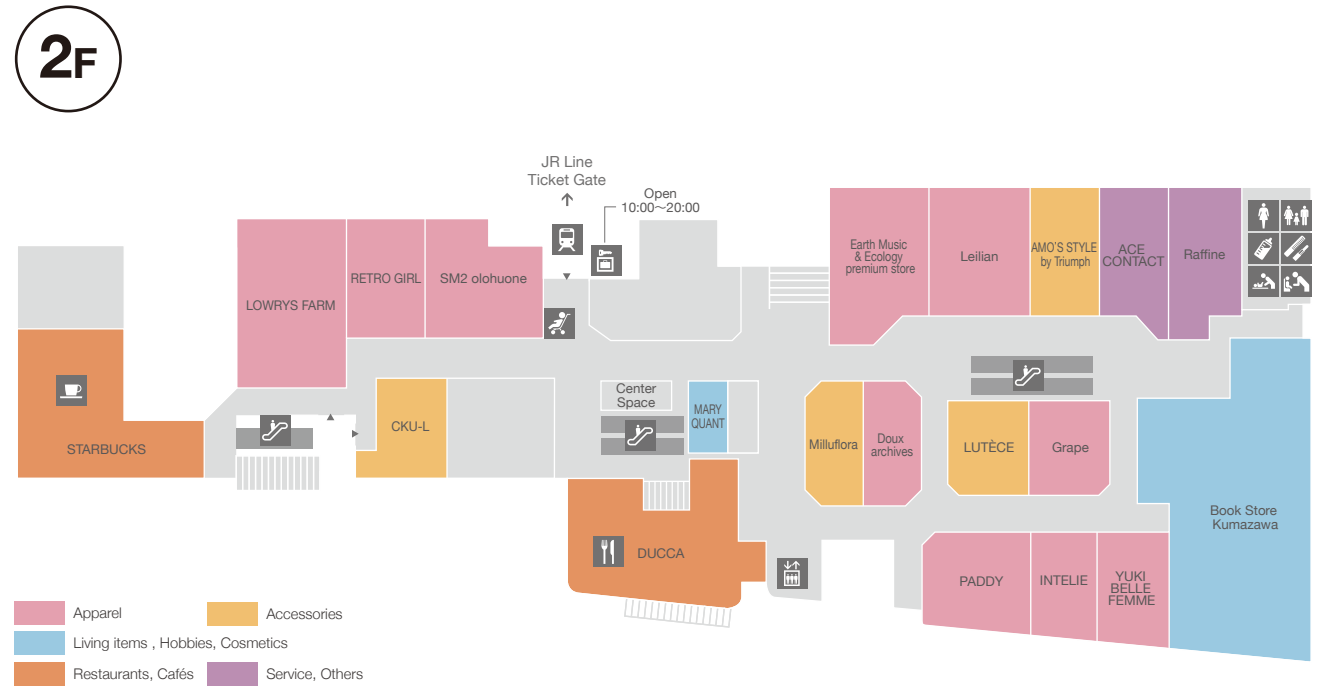 2F
JR Line
Ticket Gate
Open
10:00～20:00
Earth Music
& Ecology
premium store
Leilian
AMO'S STYLE
by Triumph
ACE
CONTACT
Raffine
LOWRYS FARM
RETRO GIRL
SM2 olohuone
Center
Space
MARY
QUANT
STARBUCKS
CKU-L
Milluflora
Doux
archives
LUTÈCE
Grape
Book Store
Kumazawa
DUCCA
PADDY
INTELIE
YUKI
BELLE
FEMME
Apparel
Accessories
Living items , Hobbies, Cosmetics
Restaurants, Cafés
Service, Others